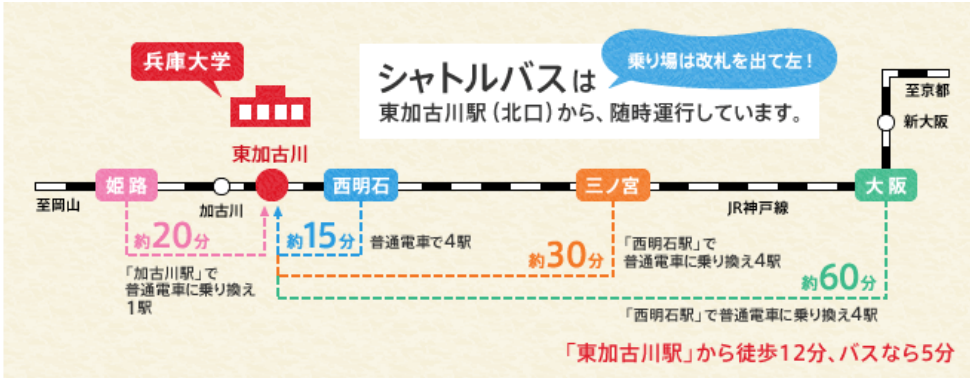 兵庫大学
シャトルバスは
乗り場は改札を出て左！
東加古川駅（北口）から、随時運行しています。
至京都
新大阪
東加古川
姫路
西明石
三ノ宮
大阪
至岡山
加古川
JR神戸線
約20分
約15分
普通電車で4駅
約30分
「西明石駅」で
普通電車に乗り換え4駅
「加古川駅」で
普通電車に乗り換え
1駅
約60分
「西明石駅」で普通電車に乗り換え4駅
「東加古川駅」から徒歩12分、バスなら5分